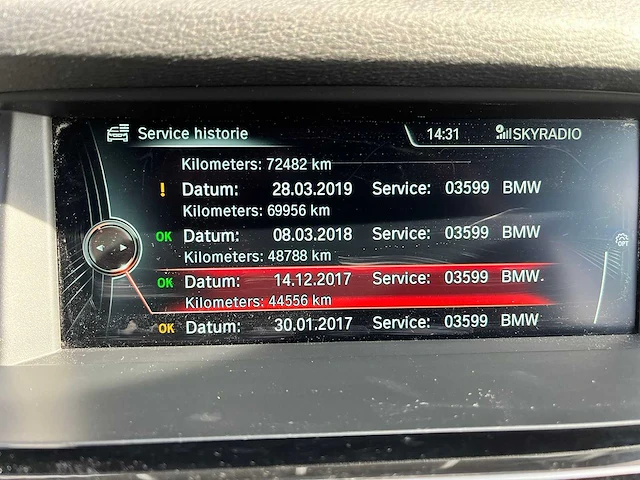 Service historie 14:31 SKYRADIO
Kilometers: 72482 km
! Datum: 28.03.2019 Service: 03599 BMW
Kilometers: 69956 km
OK Datum: 08.03.2018 Service: 03599 BMW
Kilometers: 48788 km
OK Datum: 14.12.2017 Service: 03599 BMW.
Kilometers: 44556 km
OK Datum: 30.01.2017 Service: 03599 BMW
OPT